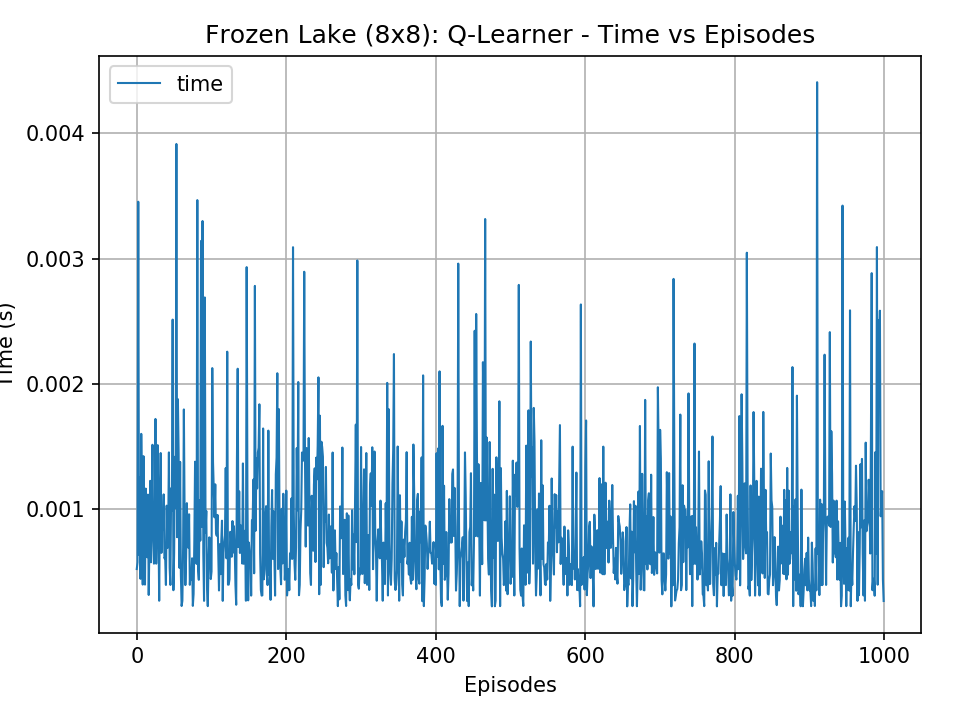 Frozen Lake (8x8): Q-Learner - Time vs Episodes
time
0.004
0.003
0.002
0.001
Time (s)
0 200 400 600 800 1000
Episodes